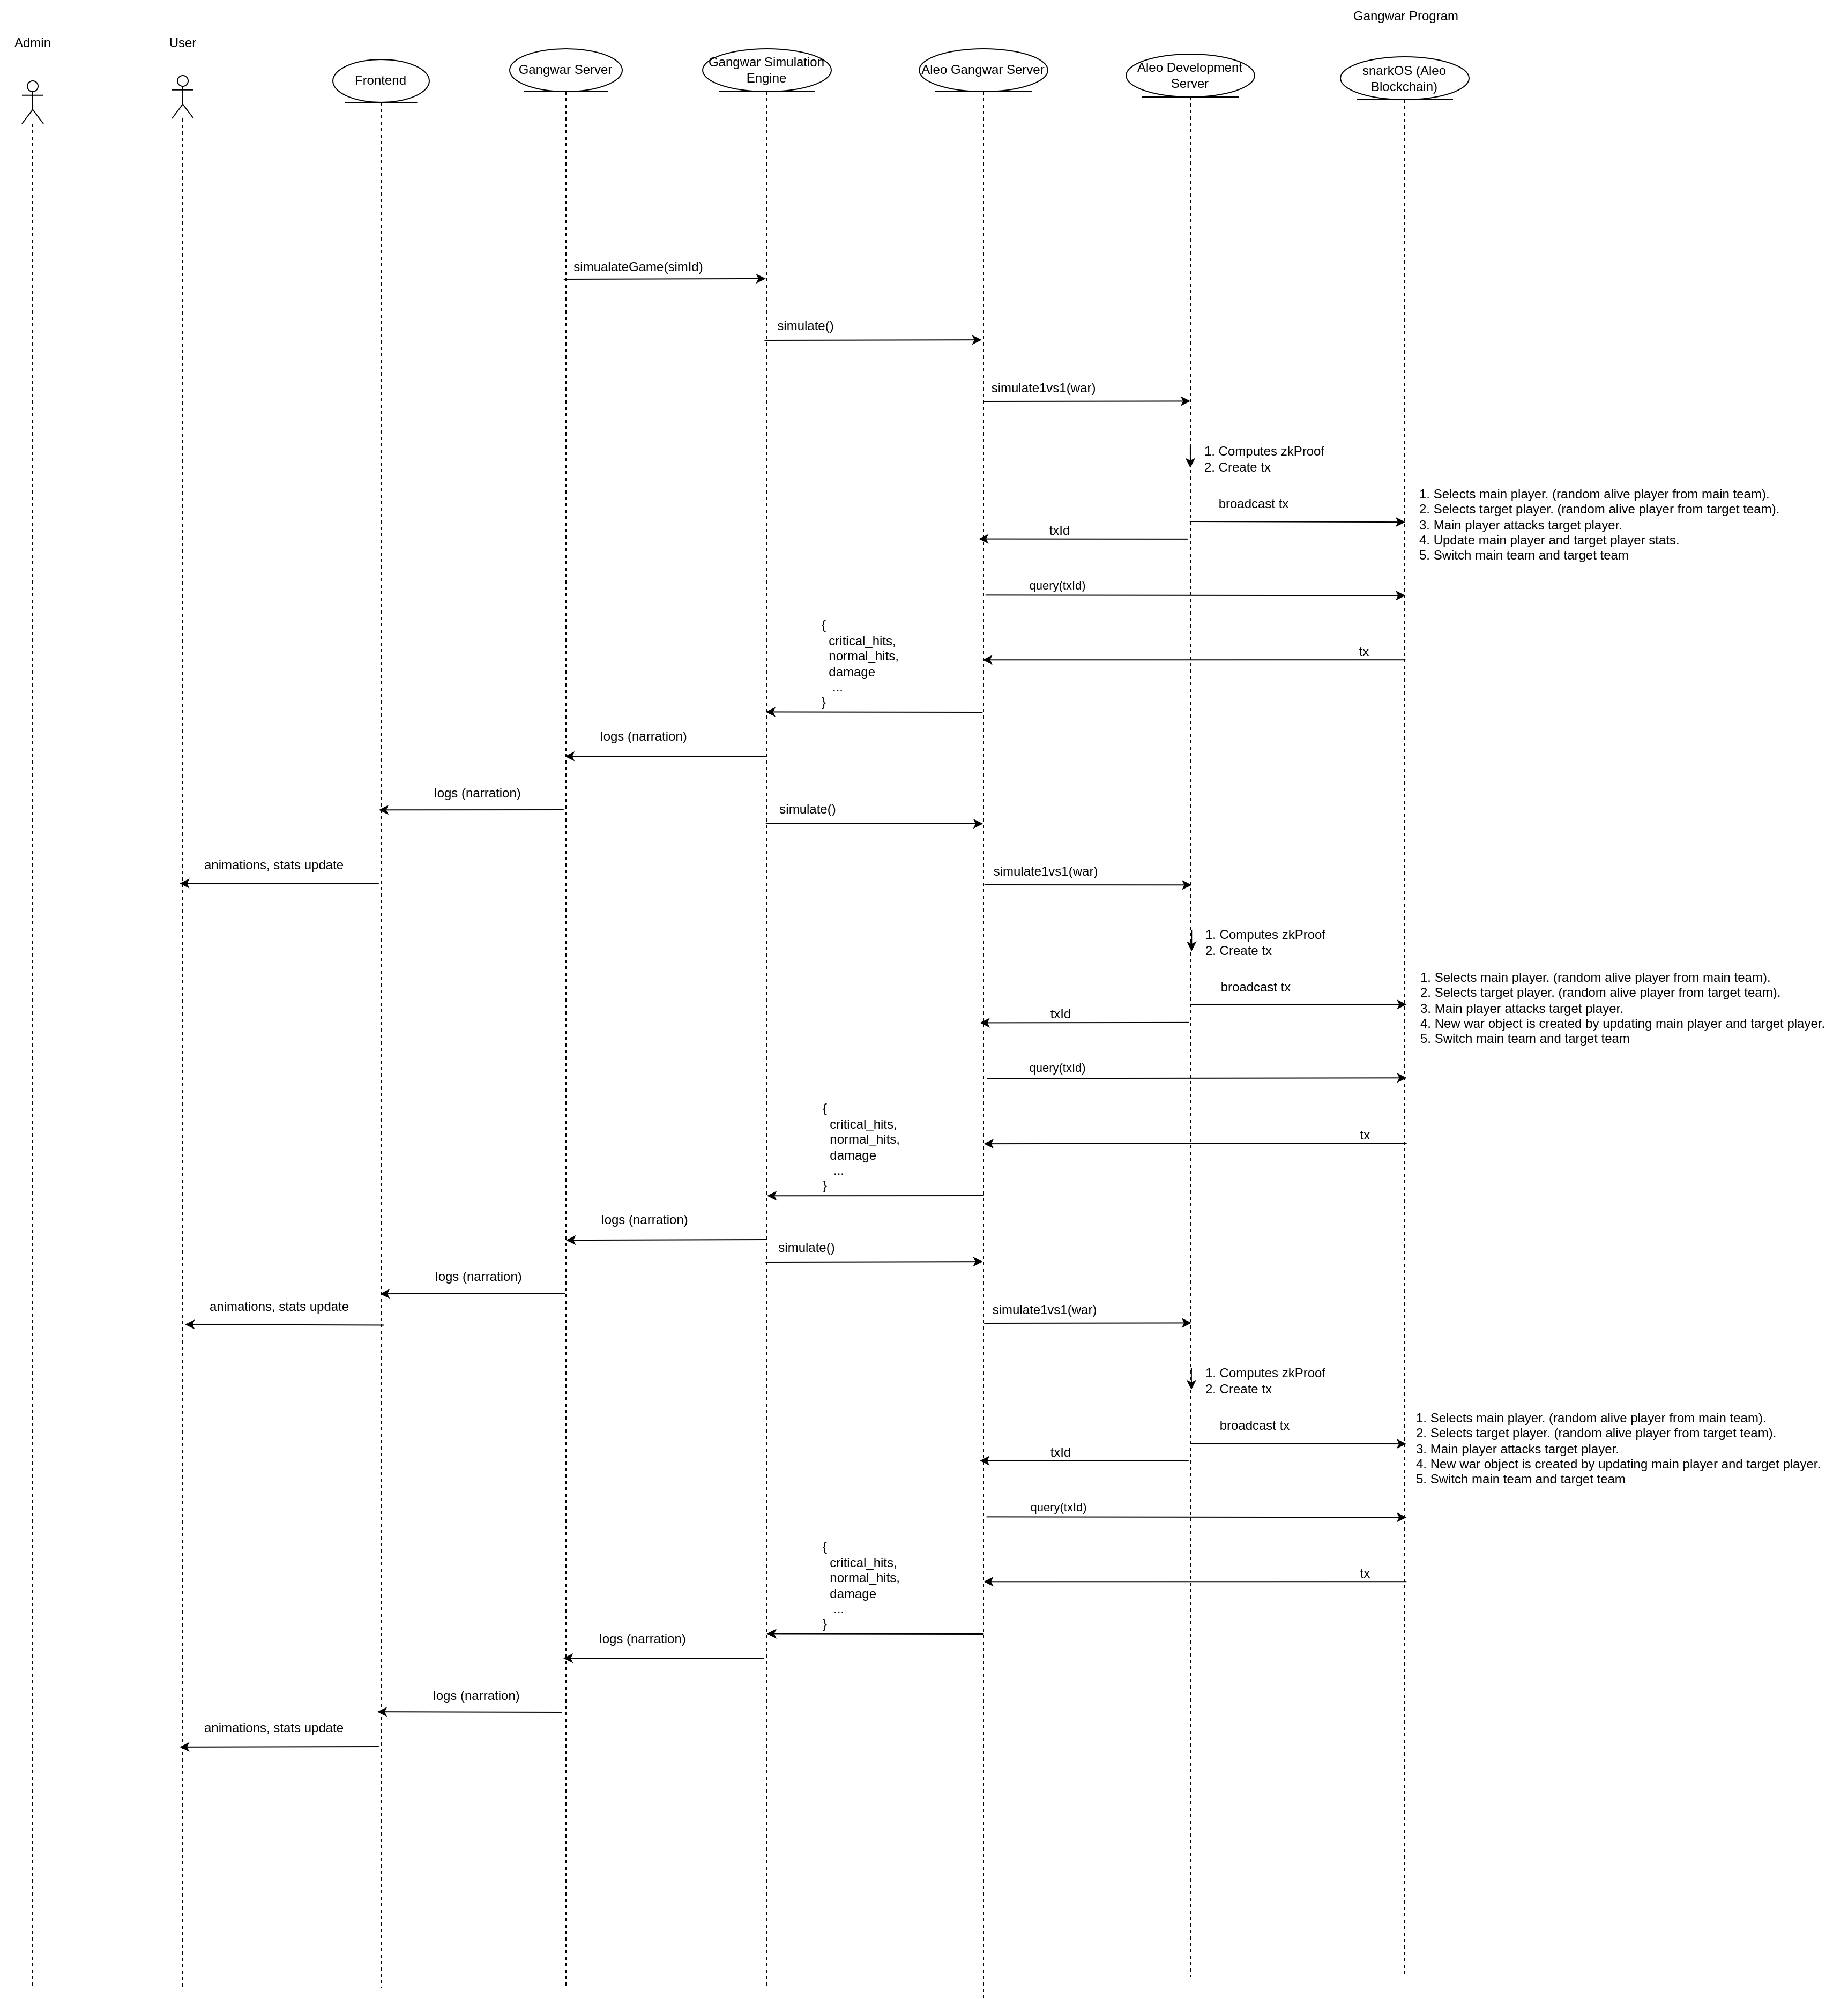 Gangwar Program
Admin
User
Frontend
Gangwar Server
Gangwar Simulation
Engine
Aleo Gangwar Server
Aleo Development
Server
snarkOS (Aleo
Blockchain)
simualateGame(simId)
simulate()
simulate1vs1(war)
1. Computes zkProof
2. Create tx
broadcast tx
1. Selects main player. (random alive player from main team).
2. Selects target player. (random alive player from target team).
3. Main player attacks target player.
4. Update main player and target player stats.
5. Switch main team and target team
txId
query(txId)
{
critical_hits,
normal_hits,
damage
...
}
tx
logs (narration)
logs (narration)
simulate()
animations, stats update
simulate1vs1(war)
1. Computes zkProof
2. Create tx
broadcast tx
1. Selects main player. (random alive player from main team).
2. Selects target player. (random alive player from target team).
3. Main player attacks target player.
4. New war object is created by updating main player and target player.
5. Switch main team and target team
txId
query(txId)
{
critical_hits,
normal_hits,
damage
...
}
tx
logs (narration)
simulate()
logs (narration)
animations, stats update
simulate1vs1(war)
1. Computes zkProof
2. Create tx
broadcast tx
1. Selects main player. (random alive player from main team).
2. Selects target player. (random alive player from target team).
3. Main player attacks target player.
4. New war object is created by updating main player and target player.
5. Switch main team and target team
txId
query(txId)
{
critical_hits,
normal_hits,
damage
...
}
tx
logs (narration)
logs (narration)
animations, stats update